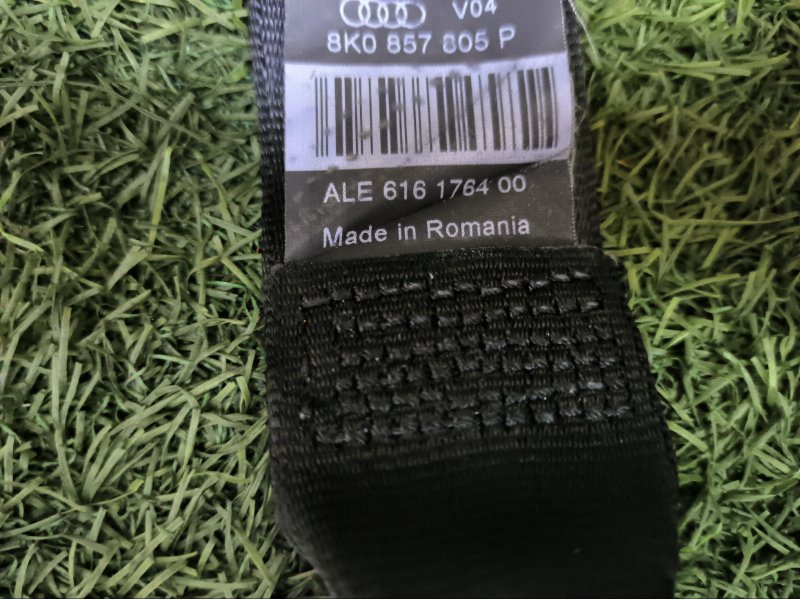 V04
8K0 857 805 P
ALE 616 1764 00
Made in Romania